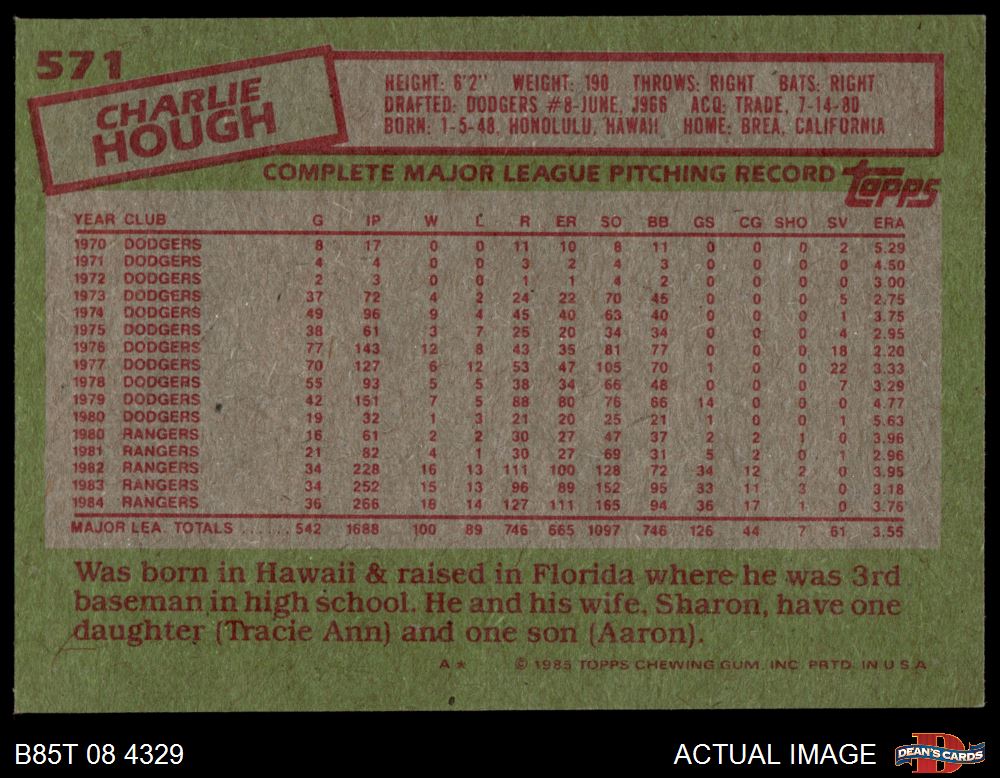 571
CHARLIE
HOUGH
HEIGHT: 6'2" WEIGHT: 190 THROWS: RIGHT BATS: RIGHT
DRAFTED: DODGERS #8-JUNE, 1966 ACQ: TRADE, 7-14-80
BORN: 1-5-48, HONOLULU, HAWAII HOME: BREA, CALIFORNIA
COMPLETE MAJOR LEAGUE PITCHING RECORD topps
YEAR CLUB G IP W L R ER SO BB GS CG SHO SV ERA
1970 DODGERS 8 17 0 0 11 10 8 11 0 0 0 2 5.29
1971 DODGERS 4 4 0 0 3 2 4 3 0 0 0 0 4.50
1972 DODGERS 2 3 0 0 1 1 4 2 0 0 0 0 3.00
1973 DODGERS 37 72 4 2 24 22 70 45 0 0 0 5 2.75
1974 DODGERS 49 96 9 4 45 40 63 40 0 0 0 1 3.75
1975 DODGERS 38 61 3 7 25 20 34 34 0 0 0 4 2.95
1976 DODGERS 77 143 12 8 43 35 81 77 0 0 0 18 2.20
1977 DODGERS 70 127 6 12 53 47 105 70 1 0 0 22 3.33
1978 DODGERS 55 93 5 5 38 34 66 48 0 0 0 7 3.29
1979 DODGERS 42 151 7 5 88 80 76 66 14 0 0 0 4.77
1980 DODGERS 19 32 1 3 21 20 25 21 1 0 0 1 5.63
1980 RANGERS 16 61 2 2 30 27 47 37 2 2 1 0 3.96
1981 RANGERS 21 82 4 1 30 27 69 31 5 2 0 1 2.96
1982 RANGERS 34 228 16 13 111 100 128 72 34 12 2 0 3.95
1983 RANGERS 34 252 15 13 96 89 152 95 33 11 3 0 3.18
1984 RANGERS 36 266 16 14 127 111 165 94 36 17 1 0 3.76
MAJOR LEA. TOTALS ....... 542 1688 100 89 746 665 1097 746 126 44 7 61 3.55
Was born in Hawaii & raised in Florida where he was 3rd
baseman in high school. He and his wife, Sharon, have one
daughter (Tracie Ann) and one son (Aaron).
A* © 1985 TOPPS CHEWING GUM, INC. PRTD. IN U.S.A.
B85T 08 4329 ACTUAL IMAGE DEAN'S CARDS